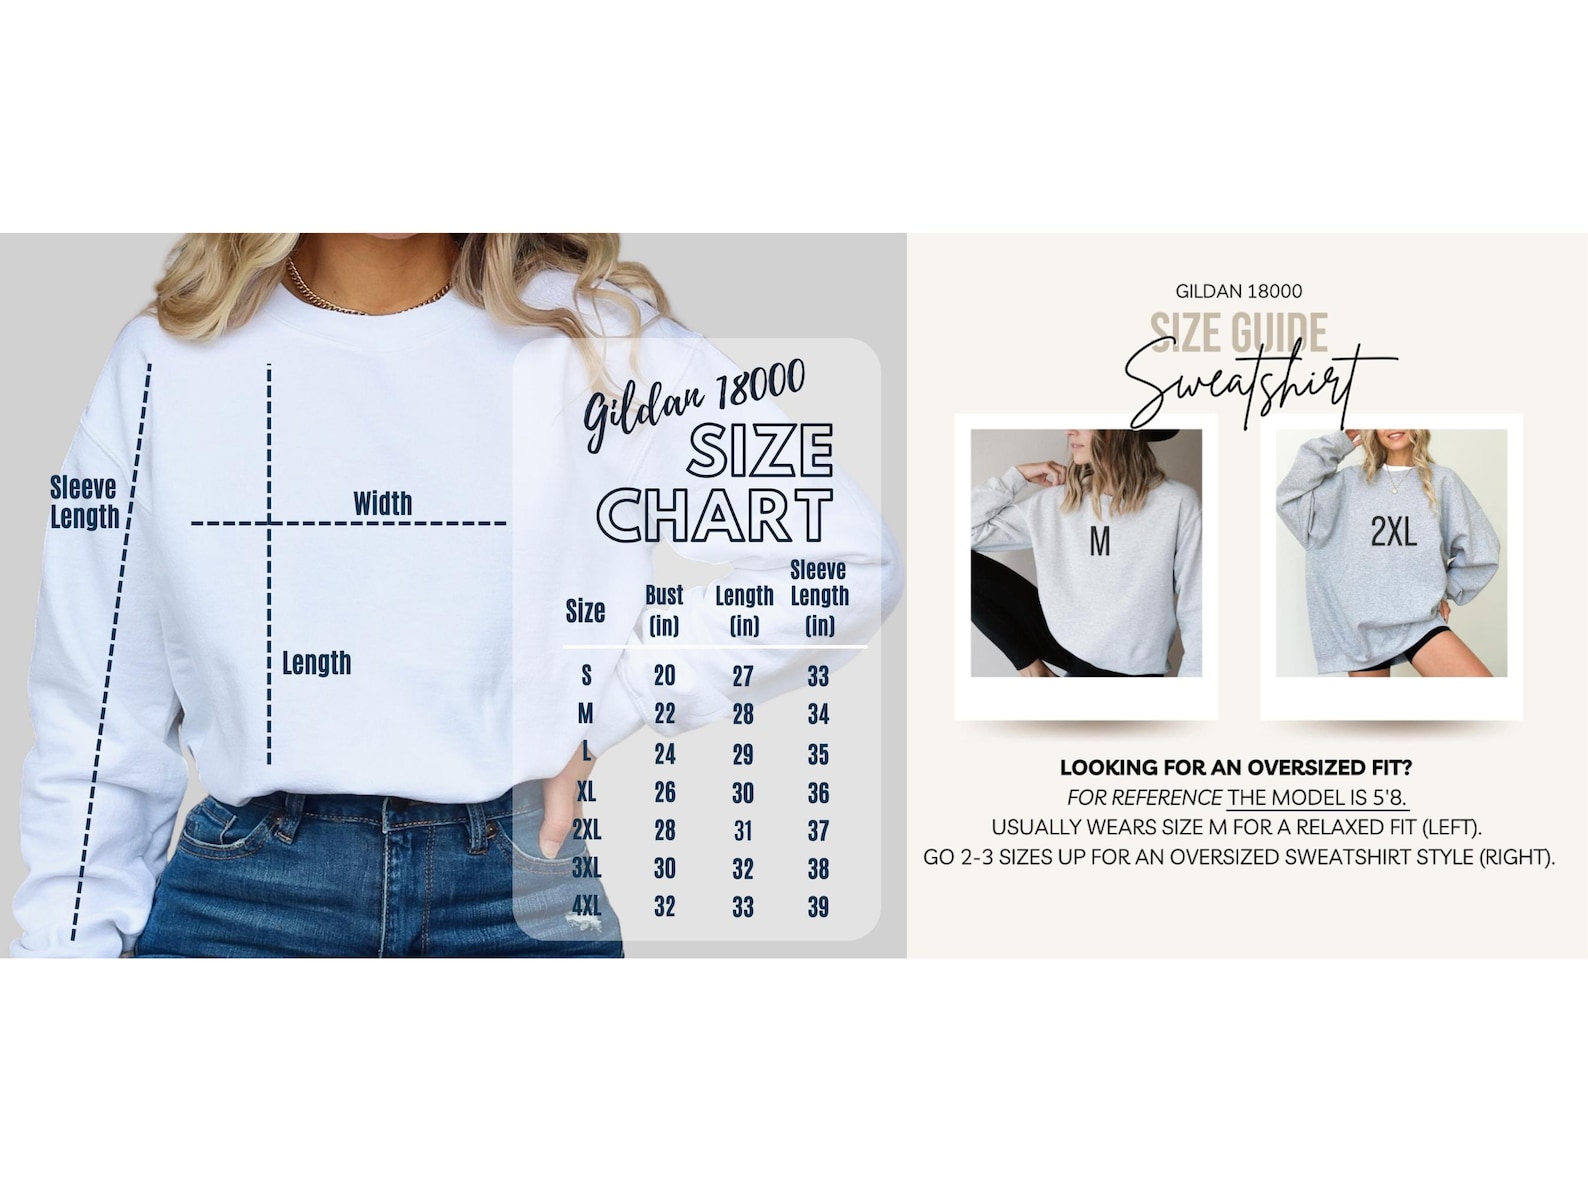 Sleeve
Length
Width
Length
Gildan 18000
SIZE
CHART
Size Bust (in) Length (in) Sleeve Length (in)
S 20 27 33
M 22 28 34
L 24 29 35
XL 26 30 36
2XL 28 31 37
3XL 30 32 38
4XL 32 33 39
GILDAN 18000
SIZE GUIDE
Sweatshirt
M
2XL
LOOKING FOR AN OVERSIZED FIT?
FOR REFERENCE THE MODEL IS 5'8.
USUALLY WEARS SIZE M FOR A RELAXED FIT (LEFT).
GO 2-3 SIZES UP FOR AN OVERSIZED SWEATSHIRT STYLE (RIGHT).